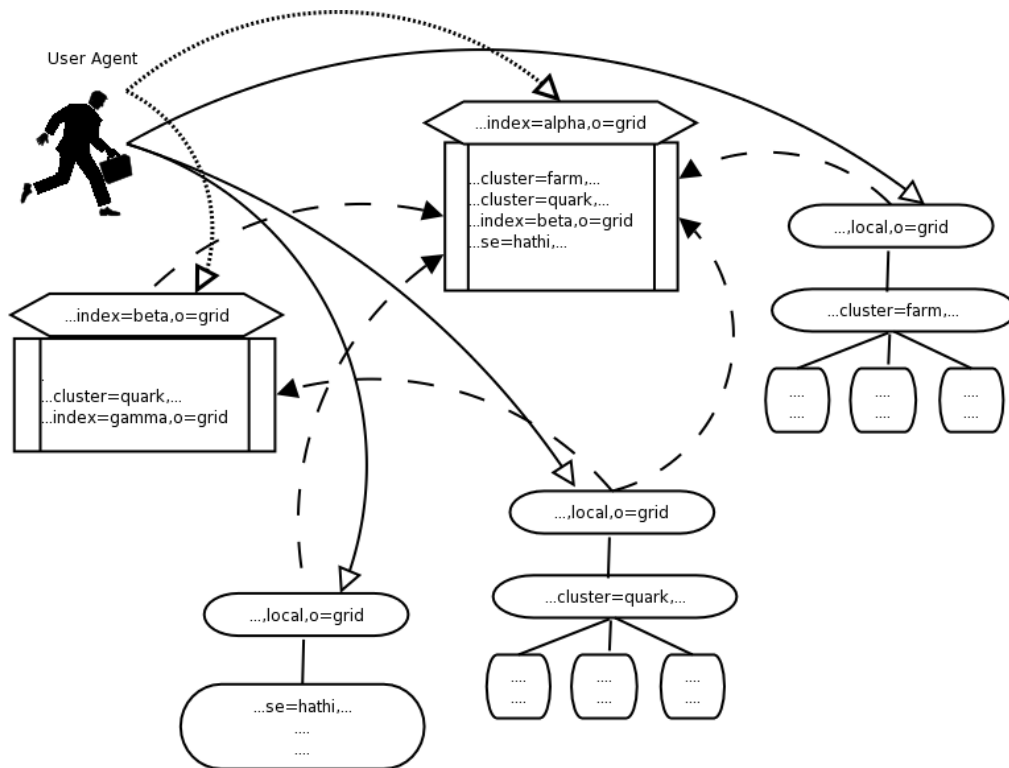 User Agent
...index=alpha,o=grid
...cluster=farm,...
...cluster=quark,...
...index=beta,o=grid
...se=hathi,...
...,local,o=grid
...cluster=farm,...
....
....
....
....
....
....
...index=beta,o=grid
.
...cluster=quark,...
...index=gamma,o=grid
...,local,o=grid
...cluster=quark,...
....
....
....
....
....
....
...,local,o=grid
...se=hathi,...
....
....